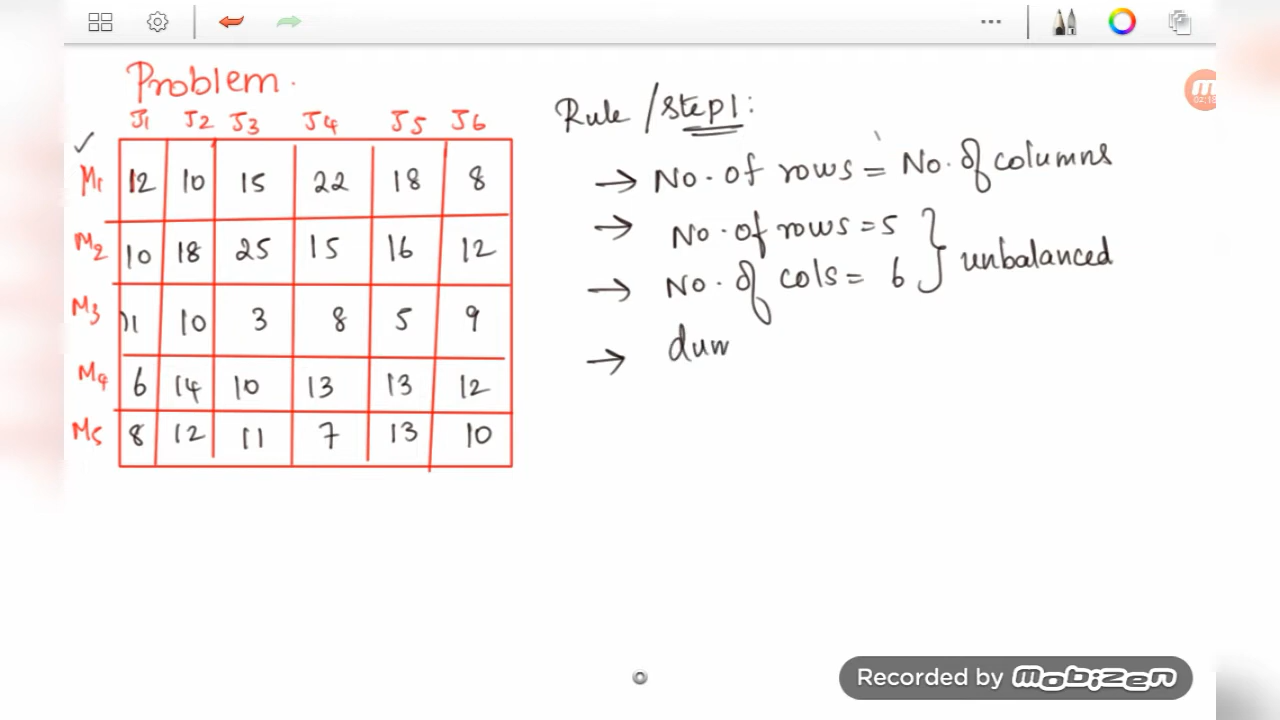 Problem.
J1 J2 J3 J4 J5 J6
M1 12 10 15 22 18 8
M2 10 18 25 15 16 12
M3 10 3 8 5 9
M4 6 14 10 13 13 12
M5 8 12 11 7 13 10
Rule / Step1:
→ No. of rows = No. of columns
→ No. of rows = 5
→ No. of cols = 6 } unbalanced
→ dum
02:18
Recorded by mobizen